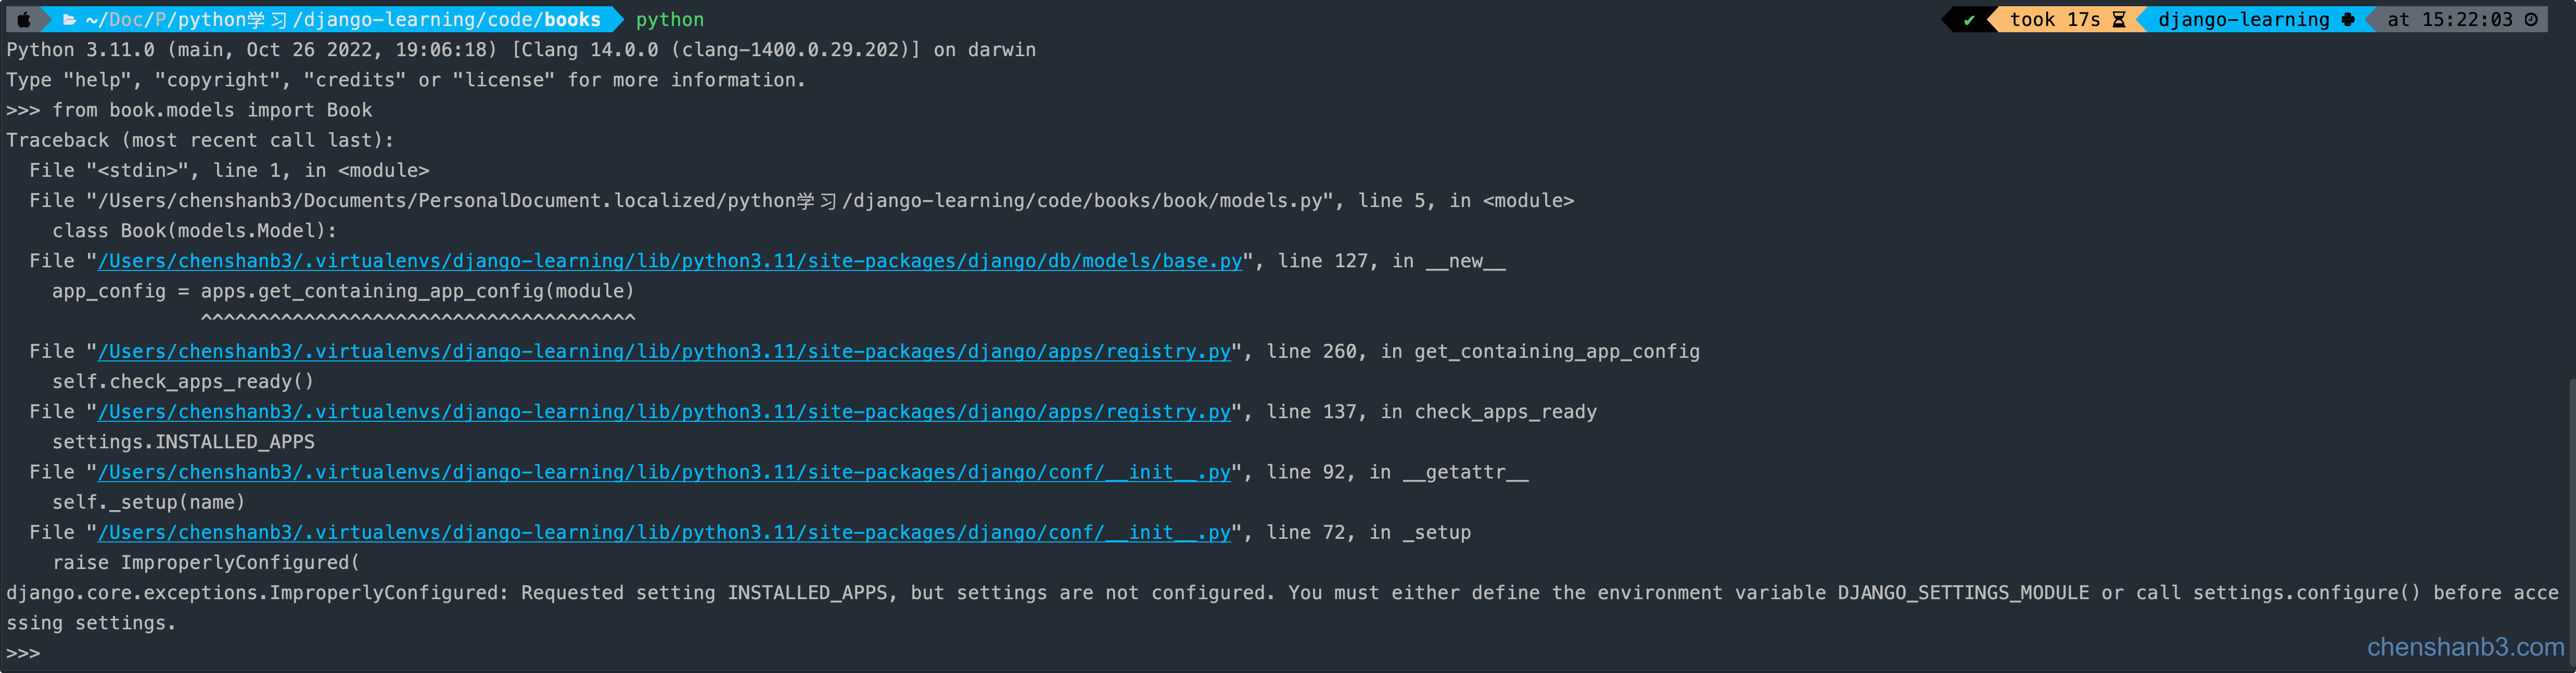 ~/Doc/P/python学习/django-learning/code/books python ✔ took 17s django-learning at 15:22:03
Python 3.11.0 (main, Oct 26 2022, 19:06:18) [Clang 14.0.0 (clang-1400.0.29.202)] on darwin
Type "help", "copyright", "credits" or "license" for more information.
>>> from book.models import Book
Traceback (most recent call last):
  File "<stdin>", line 1, in <module>
  File "/Users/chenshanb3/Documents/PersonalDocument.localized/python学习/django-learning/code/books/book/models.py", line 5, in <module>
    class Book(models.Model):
  File "/Users/chenshanb3/.virtualenvs/django-learning/lib/python3.11/site-packages/django/db/models/base.py", line 127, in __new__
    app_config = apps.get_containing_app_config(module)
                 ^^^^^^^^^^^^^^^^^^^^^^^^^^^^^^^^^^^^^^
  File "/Users/chenshanb3/.virtualenvs/django-learning/lib/python3.11/site-packages/django/apps/registry.py", line 260, in get_containing_app_config
    self.check_apps_ready()
  File "/Users/chenshanb3/.virtualenvs/django-learning/lib/python3.11/site-packages/django/apps/registry.py", line 137, in check_apps_ready
    settings.INSTALLED_APPS
  File "/Users/chenshanb3/.virtualenvs/django-learning/lib/python3.11/site-packages/django/conf/__init__.py", line 92, in __getattr__
    self._setup(name)
  File "/Users/chenshanb3/.virtualenvs/django-learning/lib/python3.11/site-packages/django/conf/__init__.py", line 72, in _setup
    raise ImproperlyConfigured(
django.core.exceptions.ImproperlyConfigured: Requested setting INSTALLED_APPS, but settings are not configured. You must either define the environment variable DJANGO_SETTINGS_MODULE or call settings.configure() before acce
ssing settings.
>>>
chenshanb3.com